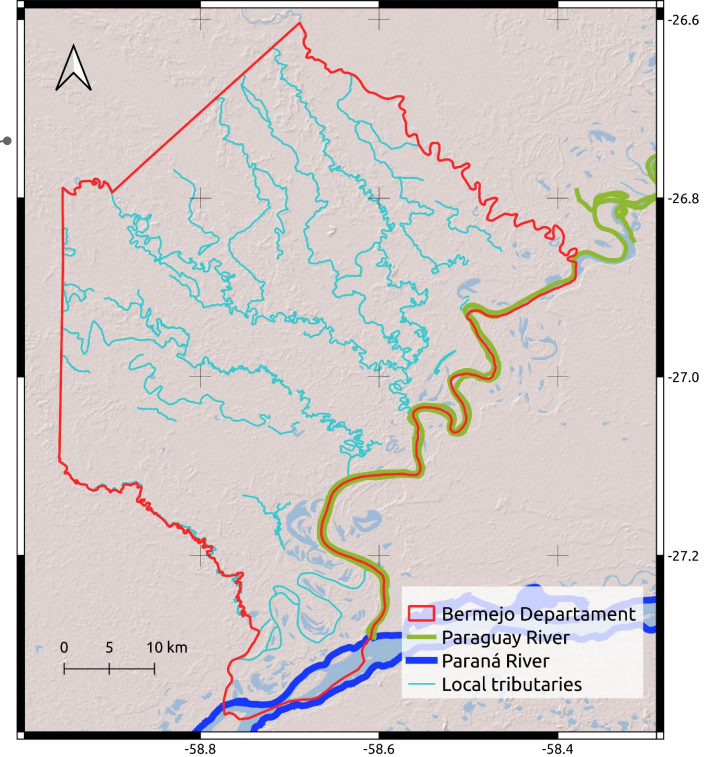 -26.6
-26.8
-27.0
-27.2
Bermejo Departament
Paraguay River
Paraná River
Local tributaries
0 5 10 km
-58.8 -58.6 -58.4